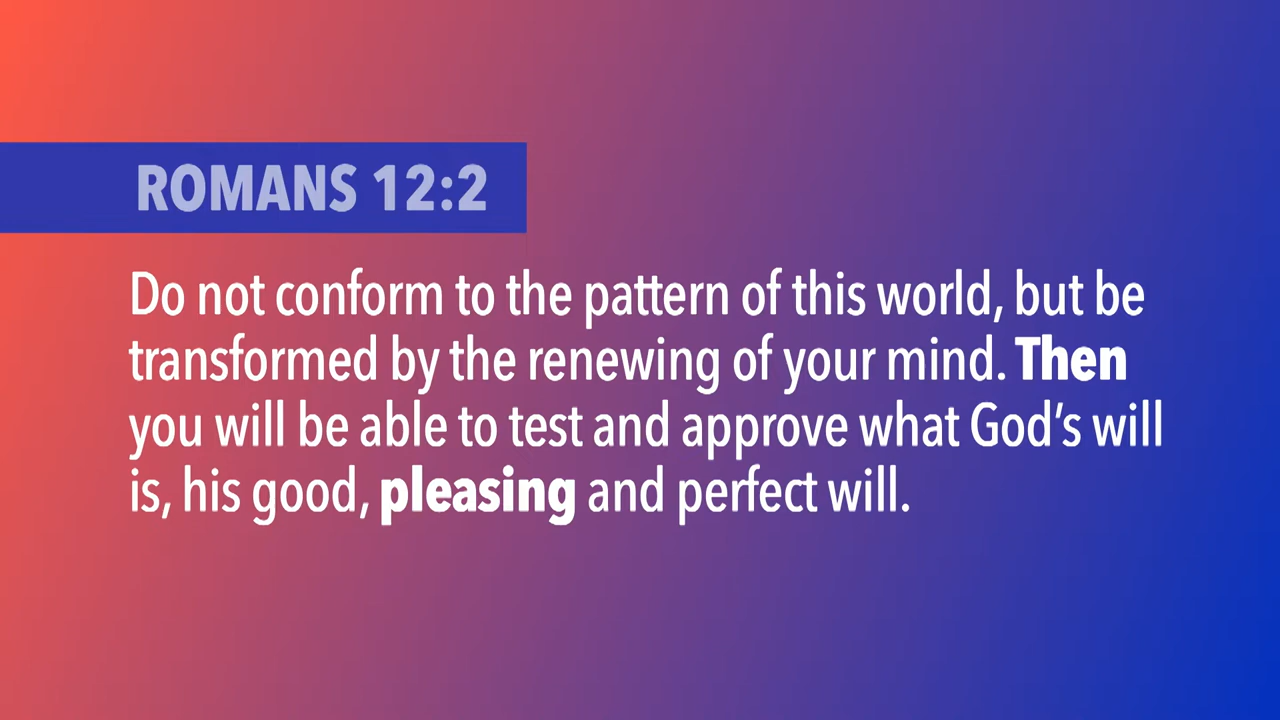 ROMANS 12:2
Do not conform to the pattern of this world, but be
transformed by the renewing of your mind. Then
you will be able to test and approve what God’s will
is, his good, pleasing and perfect will.